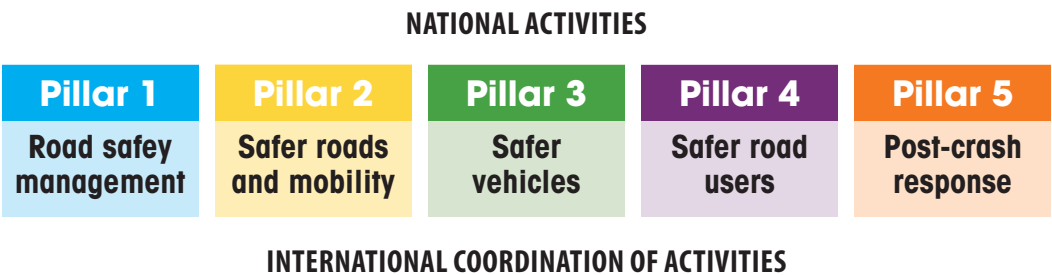 NATIONAL ACTIVITIES
Pillar 1
Road safey
management
Pillar 2
Safer roads
and mobility
Pillar 3
Safer
vehicles
Pillar 4
Safer road
users
Pillar 5
Post-crash
response
INTERNATIONAL COORDINATION OF ACTIVITIES